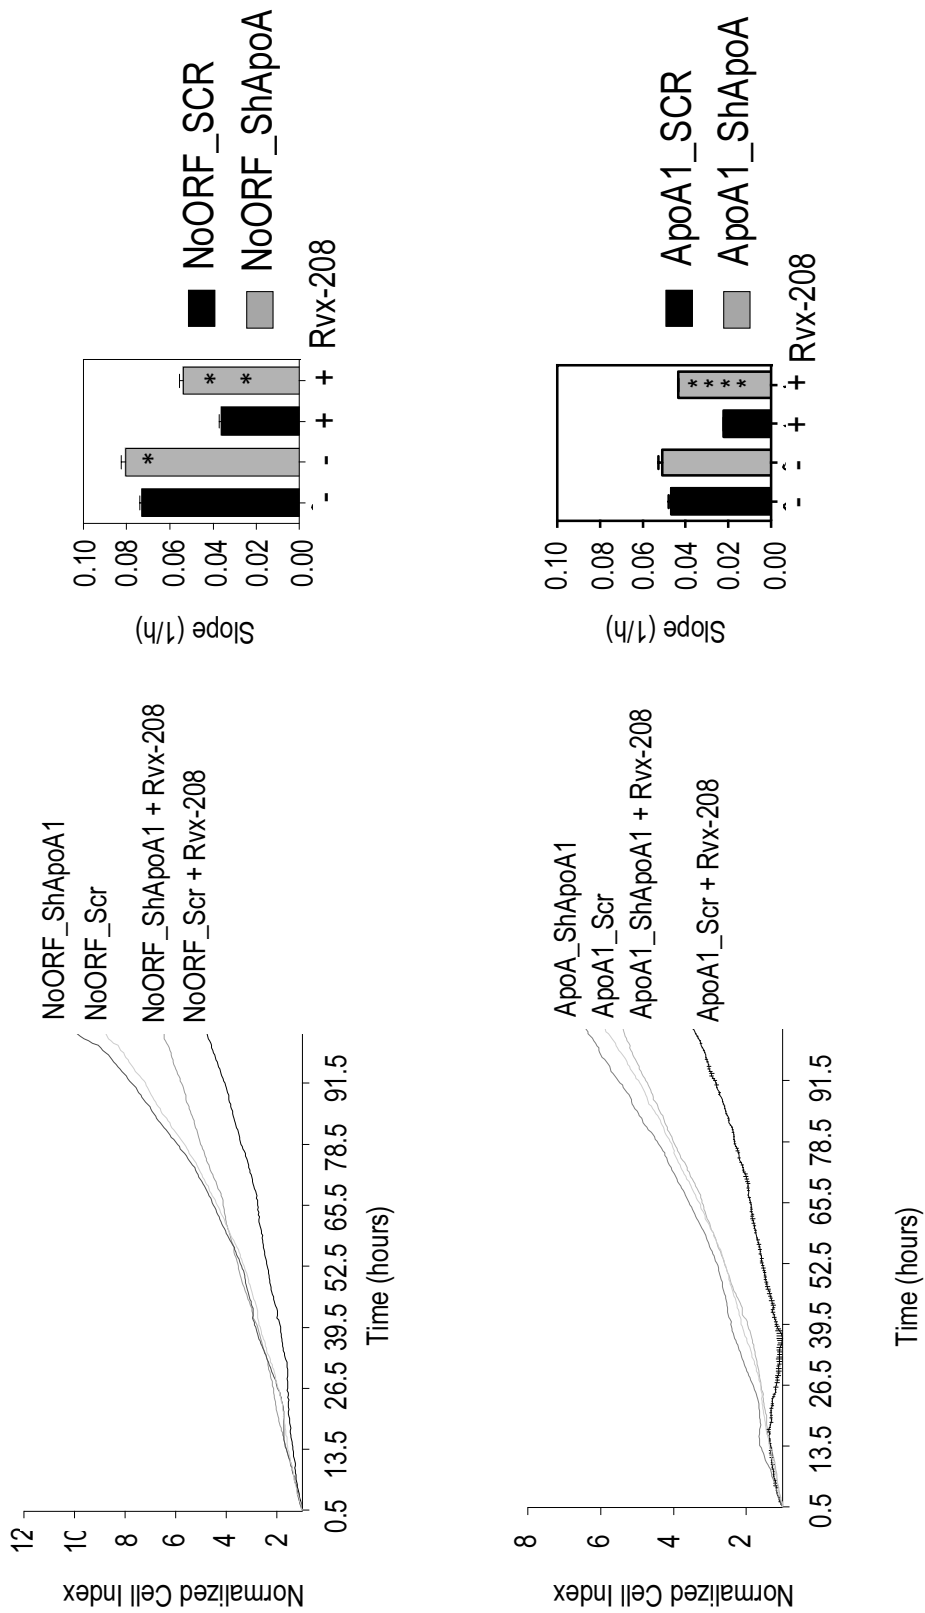 Normalized Cell Index
12
10
8
6
4
2
0.5 13.5 26.5 39.5 52.5 65.5 78.5 91.5
Time (hours)
NoORF_ShApoA1
NoORF_Scr
NoORF_ShApoA1 + Rvx-208
NoORF_Scr + Rvx-208
Slope (1/h)
0.10
0.08
0.06
0.04
0.02
0.00
*
* *
- - + + Rvx-208
NoORF_SCR
NoORF_ShApoA
Normalized Cell Index
8
6
4
2
0.5 13.5 26.5 39.5 52.5 65.5 78.5 91.5
Time (hours)
ApoA_ShApoA1
ApoA1_Scr
ApoA1_ShApoA1 + Rvx-208
ApoA1_Scr + Rvx-208
Slope (1/h)
0.10
0.08
0.06
0.04
0.02
0.00
* * * *
- - + + Rvx-208
ApoA1_SCR
ApoA1_ShApoA